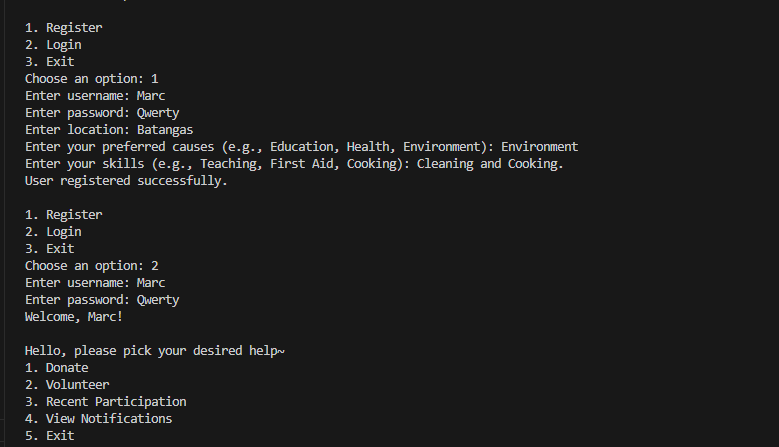 1. Register
2. Login
3. Exit
Choose an option: 1
Enter username: Marc
Enter password: Qwerty
Enter location: Batangas
Enter your preferred causes (e.g., Education, Health, Environment): Environment
Enter your skills (e.g., Teaching, First Aid, Cooking): Cleaning and Cooking.
User registered successfully.
1. Register
2. Login
3. Exit
Choose an option: 2
Enter username: Marc
Enter password: Qwerty
Welcome, Marc!
Hello, please pick your desired help~
1. Donate
2. Volunteer
3. Recent Participation
4. View Notifications
5. Exit